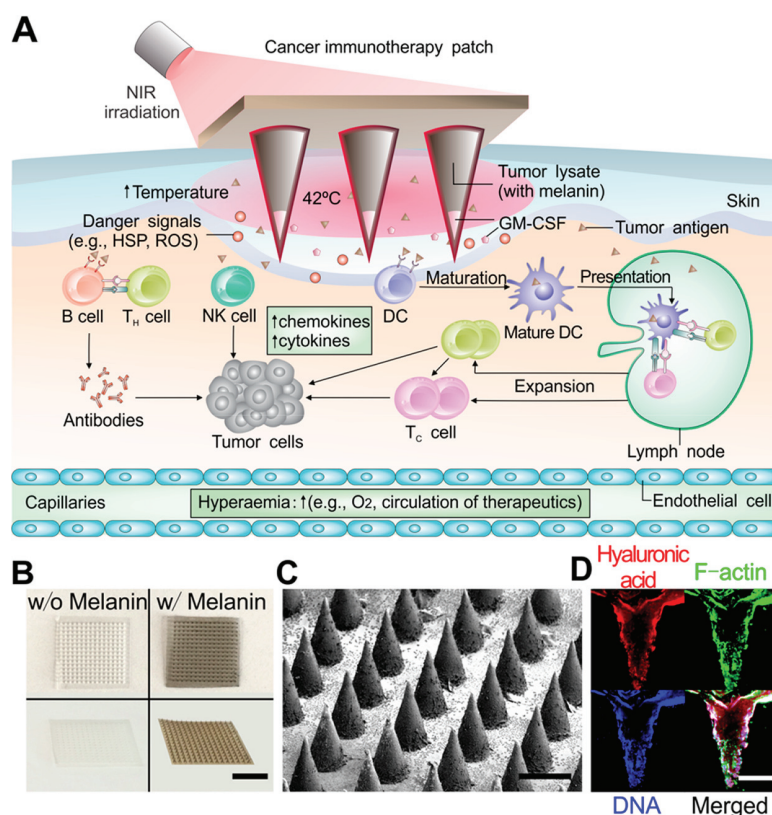 A
Cancer immunotherapy patch
NIR
irradiation
↑Temperature
42ºC
Tumor lysate
(with melanin)
Skin
Danger signals
(e.g., HSP, ROS)
GM-CSF
Tumor antigen
B cell
TH cell
NK cell
DC
Maturation
Mature DC
Presentation
↑chemokines
↑cytokines
Expansion
Antibodies
Tumor cells
TC cell
Lymph node
Capillaries
Hyperaemia: ↑(e.g., O2, circulation of therapeutics)
Endothelial cell
B
w/o Melanin
w/ Melanin
C
D
Hyaluronic
acid
F-actin
DNA
Merged